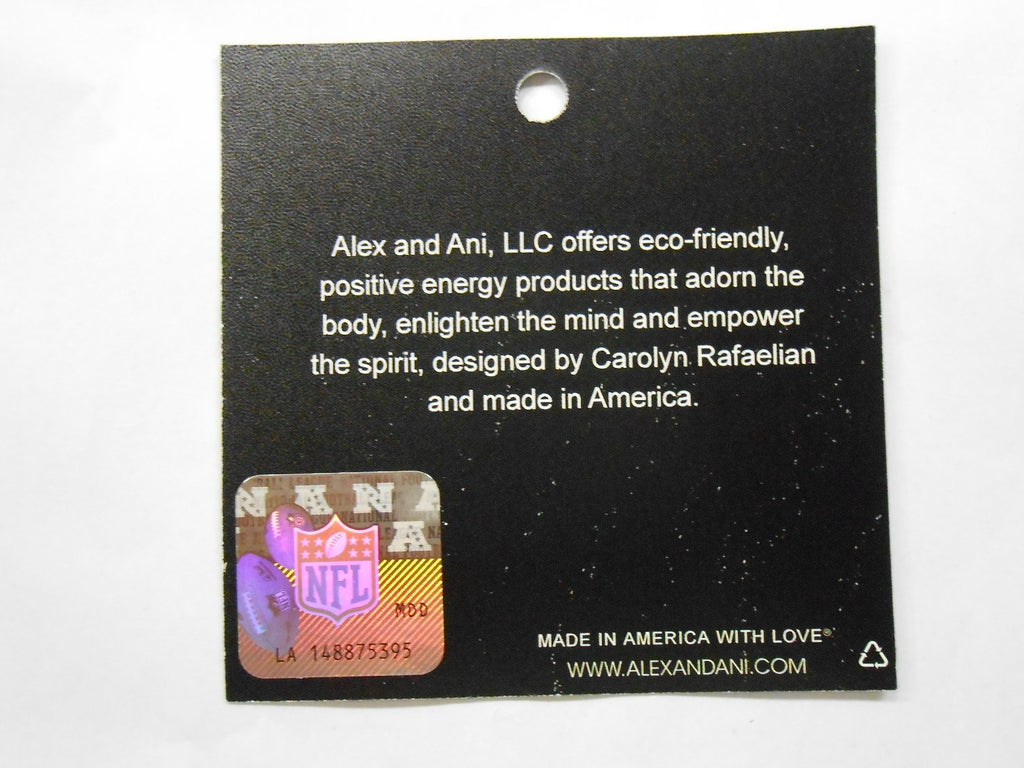 Alex and Ani, LLC offers eco-friendly,
positive energy products that adorn the
body, enlighten the mind and empower
the spirit, designed by Carolyn Rafaelian
and made in America.
N A N A
A
NFL
MDD
LA 148875395
MADE IN AMERICA WITH LOVE®
WWW.ALEXANDANI.COM